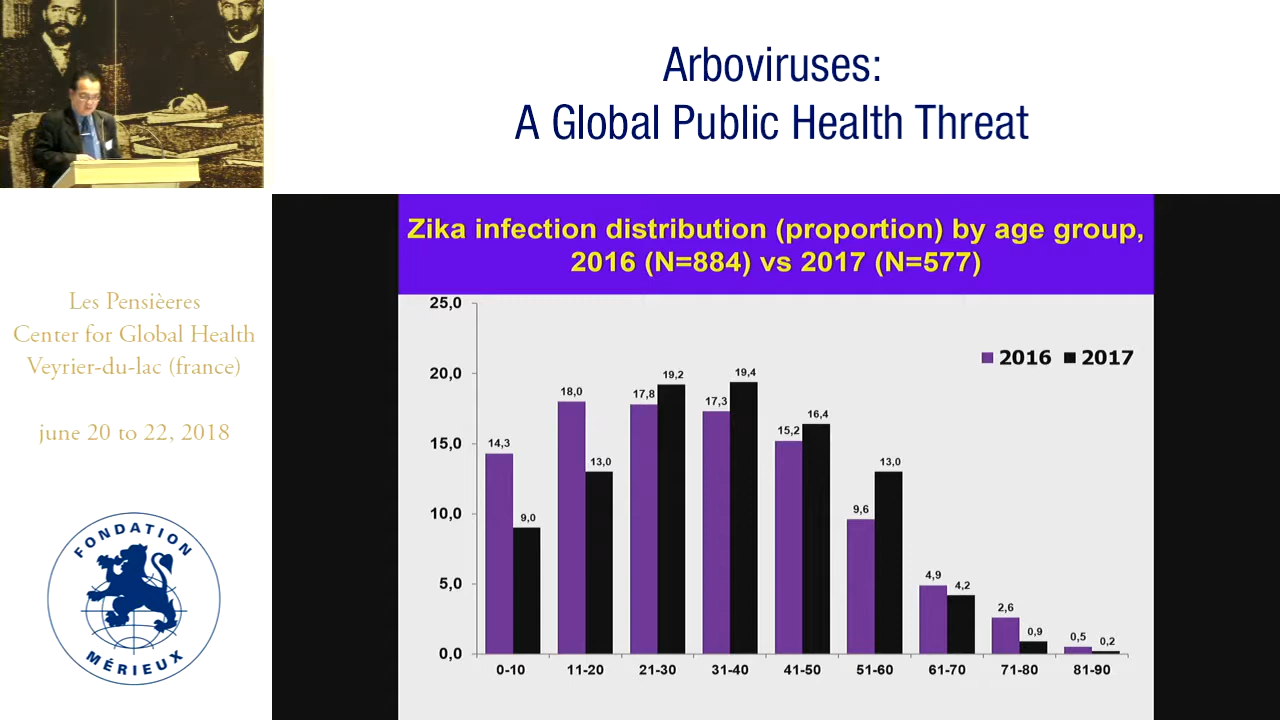 Arboviruses:
A Global Public Health Threat
Les Pensièeres
Center for Global Health
Veyrier-du-lac (france)
june 20 to 22, 2018
FONDATION
MÉRIEUX
Zika infection distribution (proportion) by age group,
2016 (N=884) vs 2017 (N=577)
2016 2017
25,0
20,0
15,0
10,0
5,0
0,0
14,3 9,0
18,0 13,0
17,8 19,2
17,3 19,4
15,2 16,4
9,6 13,0
4,9 4,2
2,6 0,9
0,5 0,2
0-10 11-20 21-30 31-40 41-50 51-60 61-70 71-80 81-90